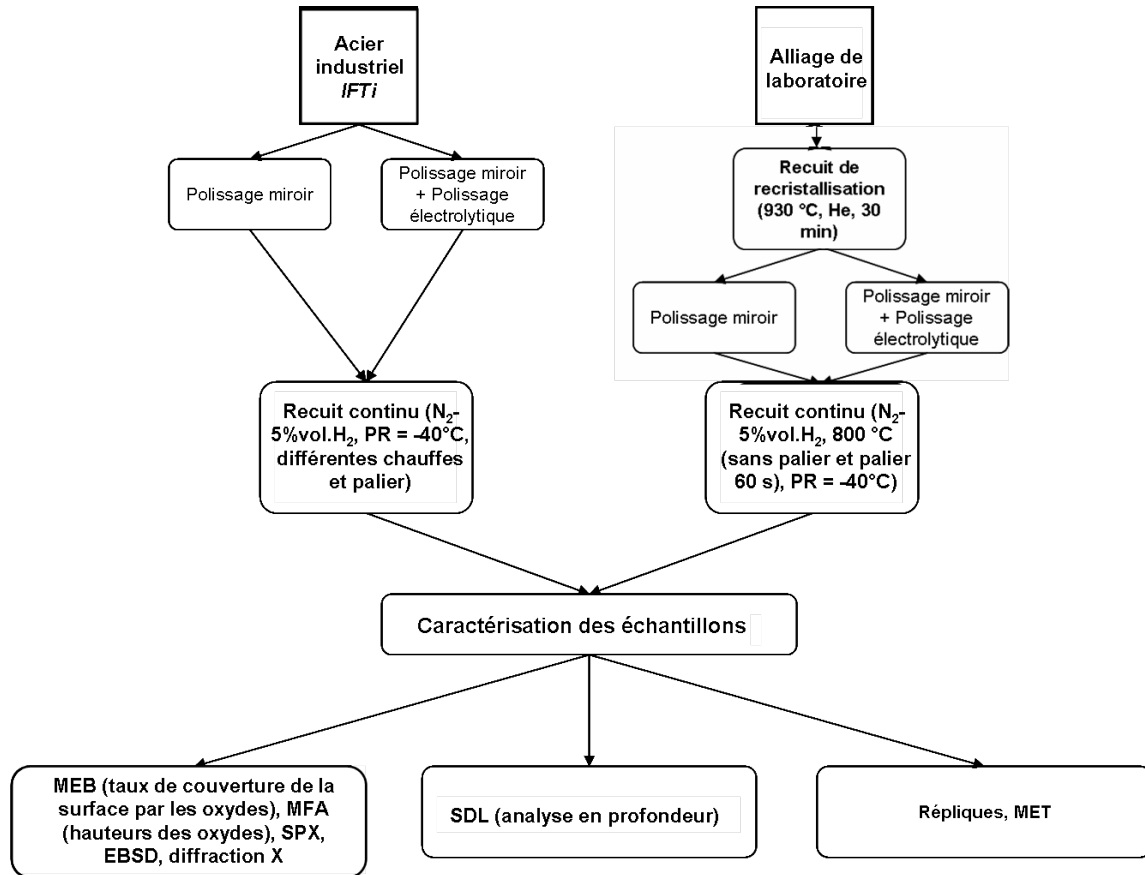 Acier
industriel
IFTi
Alliage de
laboratoire
Polissage miroir
Polissage miroir
+ Polissage
électrolytique
Recuit de
recristallisation
(930 °C, He, 30
min)
Polissage miroir
Polissage miroir
+ Polissage
électrolytique
Recuit continu (N₂-
5%vol.H₂, PR = -40°C,
différentes chauffes
et palier)
Recuit continu (N₂-
5%vol.H₂, 800 °C
(sans palier et palier
60 s), PR = -40°C)
Caractérisation des échantillons
MEB (taux de couverture de la
surface par les oxydes), MFA
(hauteurs des oxydes), SPX,
EBSD, diffraction X
SDL (analyse en profondeur)
Répliques, MET